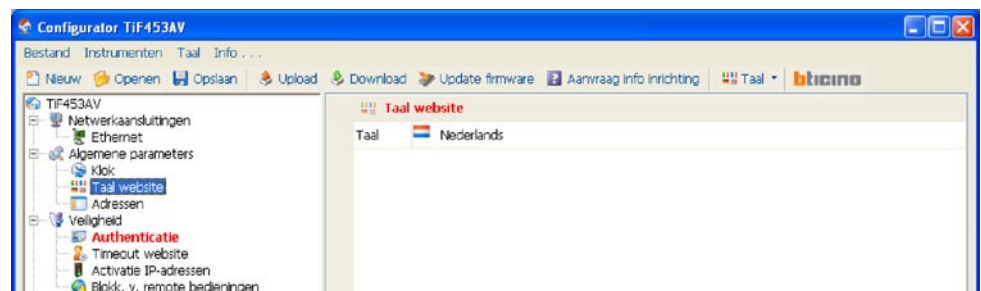 Configurator TiF453AV
Bestand Instrumenten Taal Info . . .
Nieuw Openen Opslaan Upload Download Update firmware Aanvraag info inrichting Taal bticino
TiF453AV
Netwerkaansluitingen
Ethernet
Algemene parameters
Klok
Taal website
Adressen
Veiligheid
Authenticatie
Timeout website
Activatie IP-adressen
Blokk. v. remote bedieningen
Taal website
Taal Nederlands